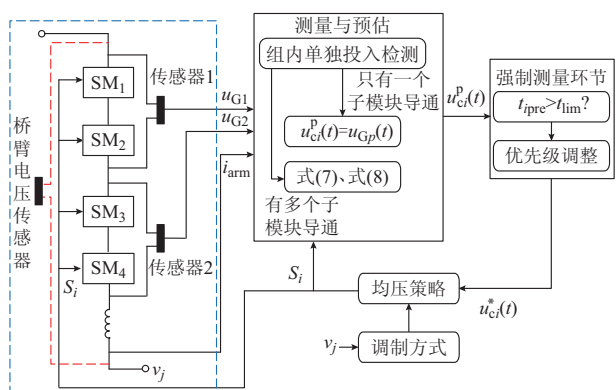 桥臂电压传感器
SM₁
SM₂
SM₃
SM₄
传感器1
传感器2
S_i
v_j
u_G1
u_G2
i_arm
测量与预估
组内单独投入检测
只有一个
子模块导通
u^p_ci(t)=u_Gp(t)
式(7)、式(8)
有多个子
模块导通
S_i
u^p_ci(t)
强制测量环节
t_ipre>t_lim?
优先级调整
均压策略
u^*_ci(t)
v_j
调制方式